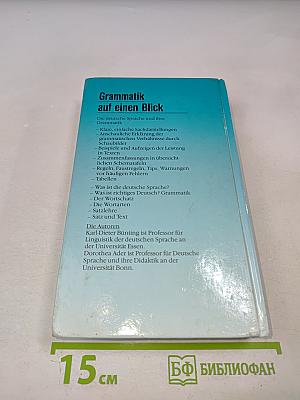 Grammatik
auf einen Blick
Die deutsche Sprache und ihre
Grammatik
– Klare, einfache Sachdarstellungen
– Anschauliche Erklärung der
grammatischen Verhältnisse durch
Schaubilder
– Beispiele und Aufzeigen der Leistung
in Texten
– Zusammenfassungen in übersicht-
lichen Schemata
– Regeln, Faustregeln, Tips, Warnungen
vor häufigen Fehlern
– Tabellen
– Was ist die deutsche Sprache?
– Was ist richtiges Deutsch? Grammatik
– Der Wortschatz
– Die Wortarten
– Satzlehre
– Satz und Text
Die Autoren
Karl-Dieter Bünting ist Professor für
Linguistik der deutschen Sprache an
der Universität Essen.
Dorothea Ader ist Professor für Deutsche
Sprache und ihre Didaktik an der
Universität Bonn.
15 см
БФ БИБЛИОФАН